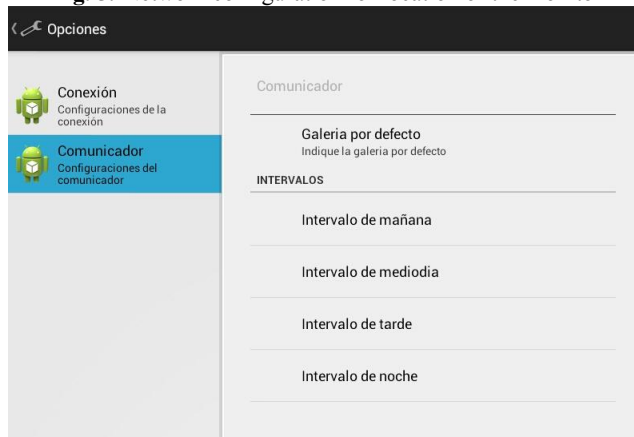 Opciones
Conexión
Configuraciones de la
conexión
Comunicador
Configuraciones del
comunicador
Comunicador
Galeria por defecto
Indique la galeria por defecto
INTERVALOS
Intervalo de mañana
Intervalo de mediodia
Intervalo de tarde
Intervalo de noche